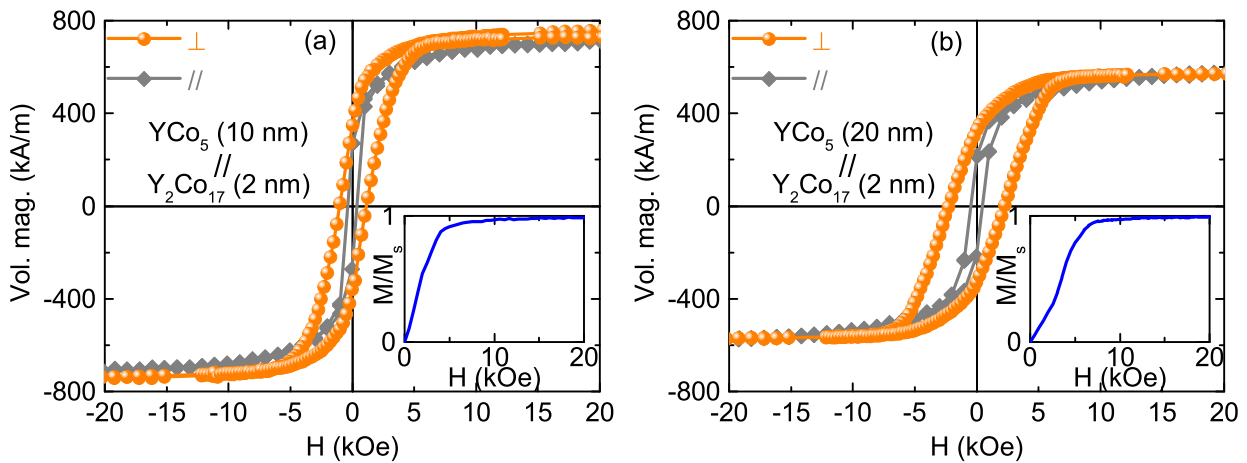 (a)
⊥
//
YCo5 (10 nm)
//
Y2Co17 (2 nm)
Vol. mag. (kA/m)
800
400
0
-400
-800
-20 -15 -10 -5 0 5 10 15 20
H (kOe)
M/Ms
1
0
0 10 20
H (kOe)
(b)
⊥
//
YCo5 (20 nm)
//
Y2Co17 (2 nm)
Vol. mag. (kA/m)
800
400
0
-400
-800
-20 -15 -10 -5 0 5 10 15 20
H (kOe)
M/Ms
1
0
0 10 20
H (kOe)